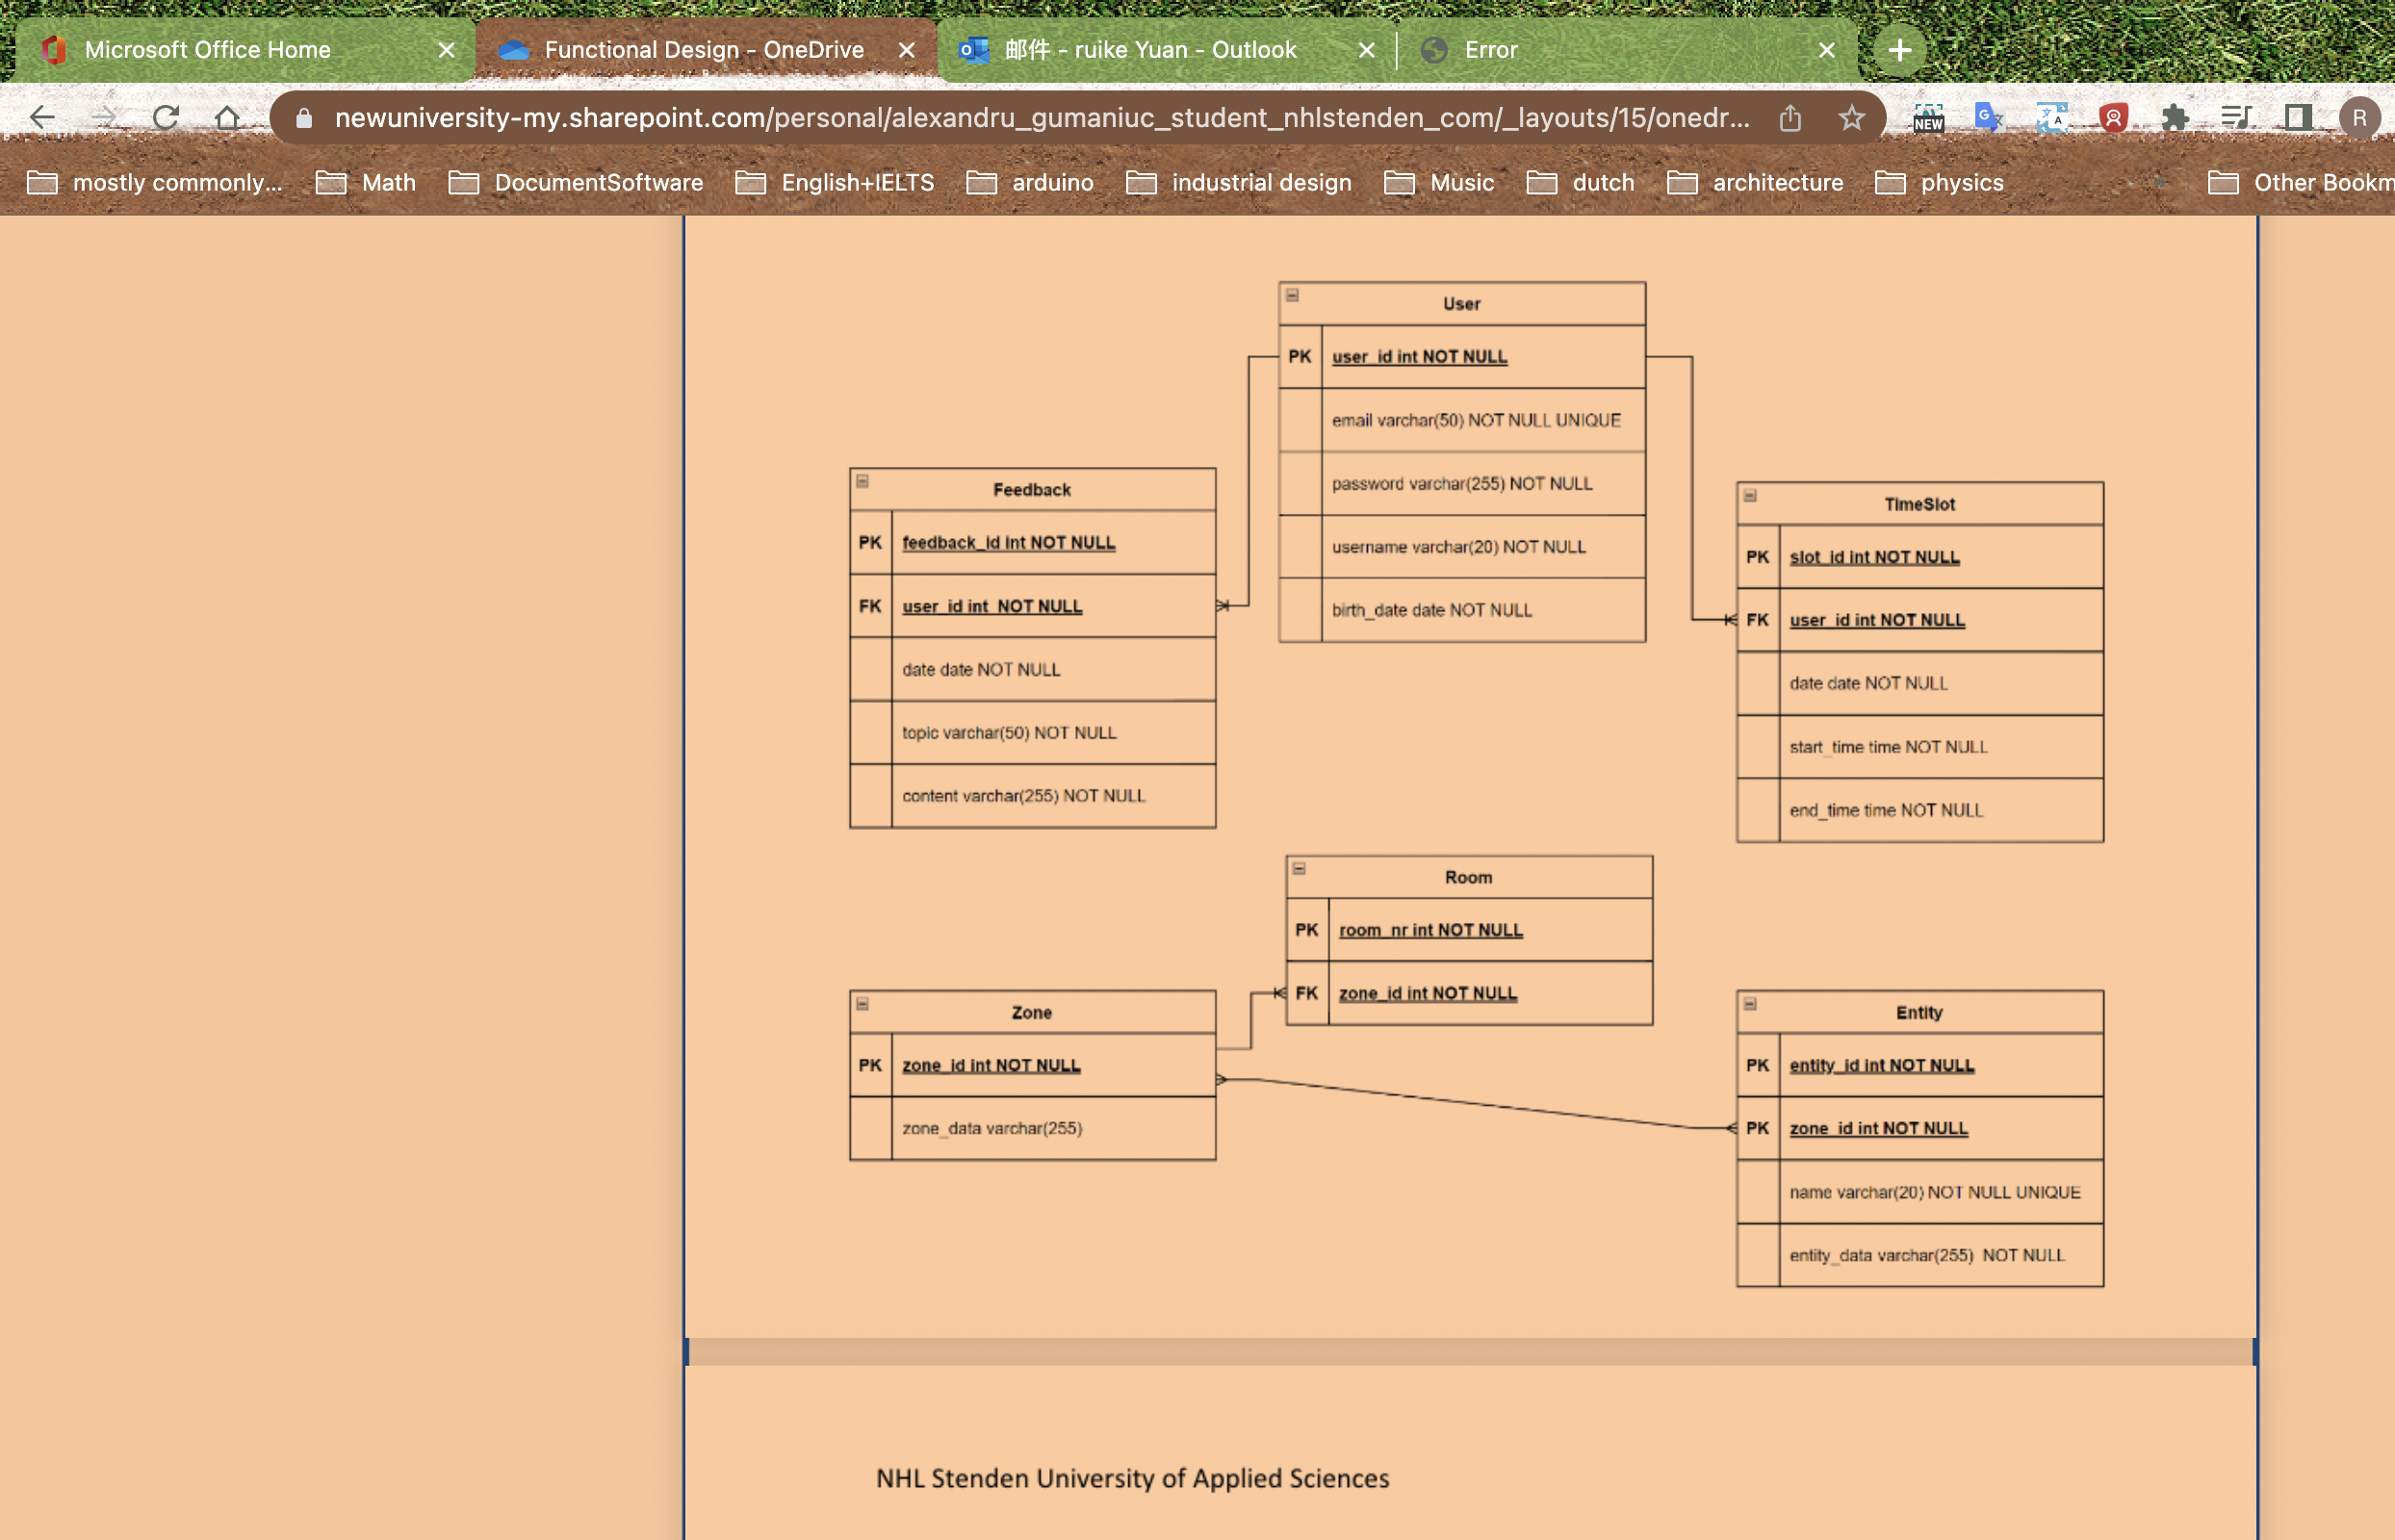 Microsoft Office Home
Functional Design - OneDrive
邮件 - ruike Yuan - Outlook
Error
newuniversity-my.sharepoint.com/personal/alexandru_gumaniuc_student_nhlstenden_com/_layouts/15/onedr...
NEW
R
mostly commonly...
Math
DocumentSoftware
English+IELTS
arduino
industrial design
Music
dutch
architecture
physics
Other Bookm
User
PK user_id int NOT NULL
email varchar(50) NOT NULL UNIQUE
password varchar(255) NOT NULL
username varchar(20) NOT NULL
birth_date date NOT NULL
Feedback
PK feedback_id int NOT NULL
FK user_id int NOT NULL
date date NOT NULL
topic varchar(50) NOT NULL
content varchar(255) NOT NULL
TimeSlot
PK slot_id int NOT NULL
FK user_id int NOT NULL
date date NOT NULL
start_time time NOT NULL
end_time time NOT NULL
Room
PK room_nr int NOT NULL
FK zone_id int NOT NULL
Zone
PK zone_id int NOT NULL
zone_data varchar(255)
Entity
PK entity_id int NOT NULL
PK zone_id int NOT NULL
name varchar(20) NOT NULL UNIQUE
entity_data varchar(255) NOT NULL
NHL Stenden University of Applied Sciences